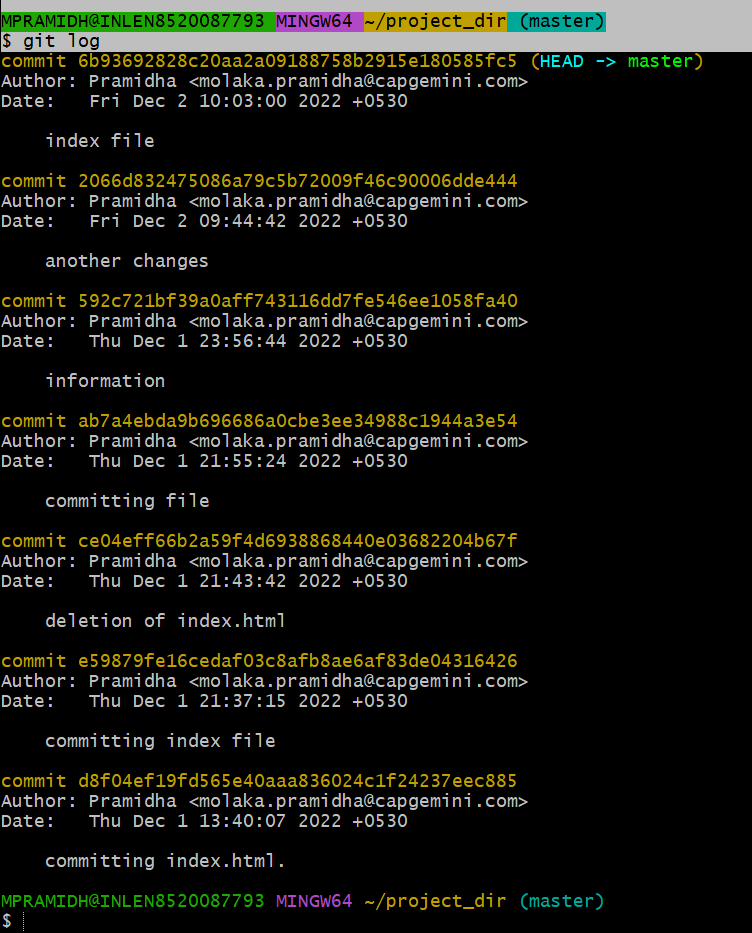 MPRAMIDH@INLEN8520087793 MINGW64 ~/project_dir (master)
$ git log
commit 6b93692828c20aa2a09188758b2915e180585fc5 (HEAD -> master)
Author: Pramidha <molaka.pramidha@capgemini.com>
Date:   Fri Dec 2 10:03:00 2022 +0530
    index file
commit 2066d832475086a79c5b72009f46c90006dde444
Author: Pramidha <molaka.pramidha@capgemini.com>
Date:   Fri Dec 2 09:44:42 2022 +0530
    another changes
commit 592c721bf39a0aff743116dd7fe546ee1058fa40
Author: Pramidha <molaka.pramidha@capgemini.com>
Date:   Thu Dec 1 23:56:44 2022 +0530
    information
commit ab7a4ebda9b696686a0cbe3ee34988c1944a3e54
Author: Pramidha <molaka.pramidha@capgemini.com>
Date:   Thu Dec 1 21:55:24 2022 +0530
    committing file
commit ce04eff66b2a59f4d6938868440e03682204b67f
Author: Pramidha <molaka.pramidha@capgemini.com>
Date:   Thu Dec 1 21:43:42 2022 +0530
    deletion of index.html
commit e59879fe16cedaf03c8afb8ae6af83de04316426
Author: Pramidha <molaka.pramidha@capgemini.com>
Date:   Thu Dec 1 21:37:15 2022 +0530
    committing index file
commit d8f04ef19fd565e40aaa836024c1f24237eec885
Author: Pramidha <molaka.pramidha@capgemini.com>
Date:   Thu Dec 1 13:40:07 2022 +0530
    committing index.html.
MPRAMIDH@INLEN8520087793 MINGW64 ~/project_dir (master)
$